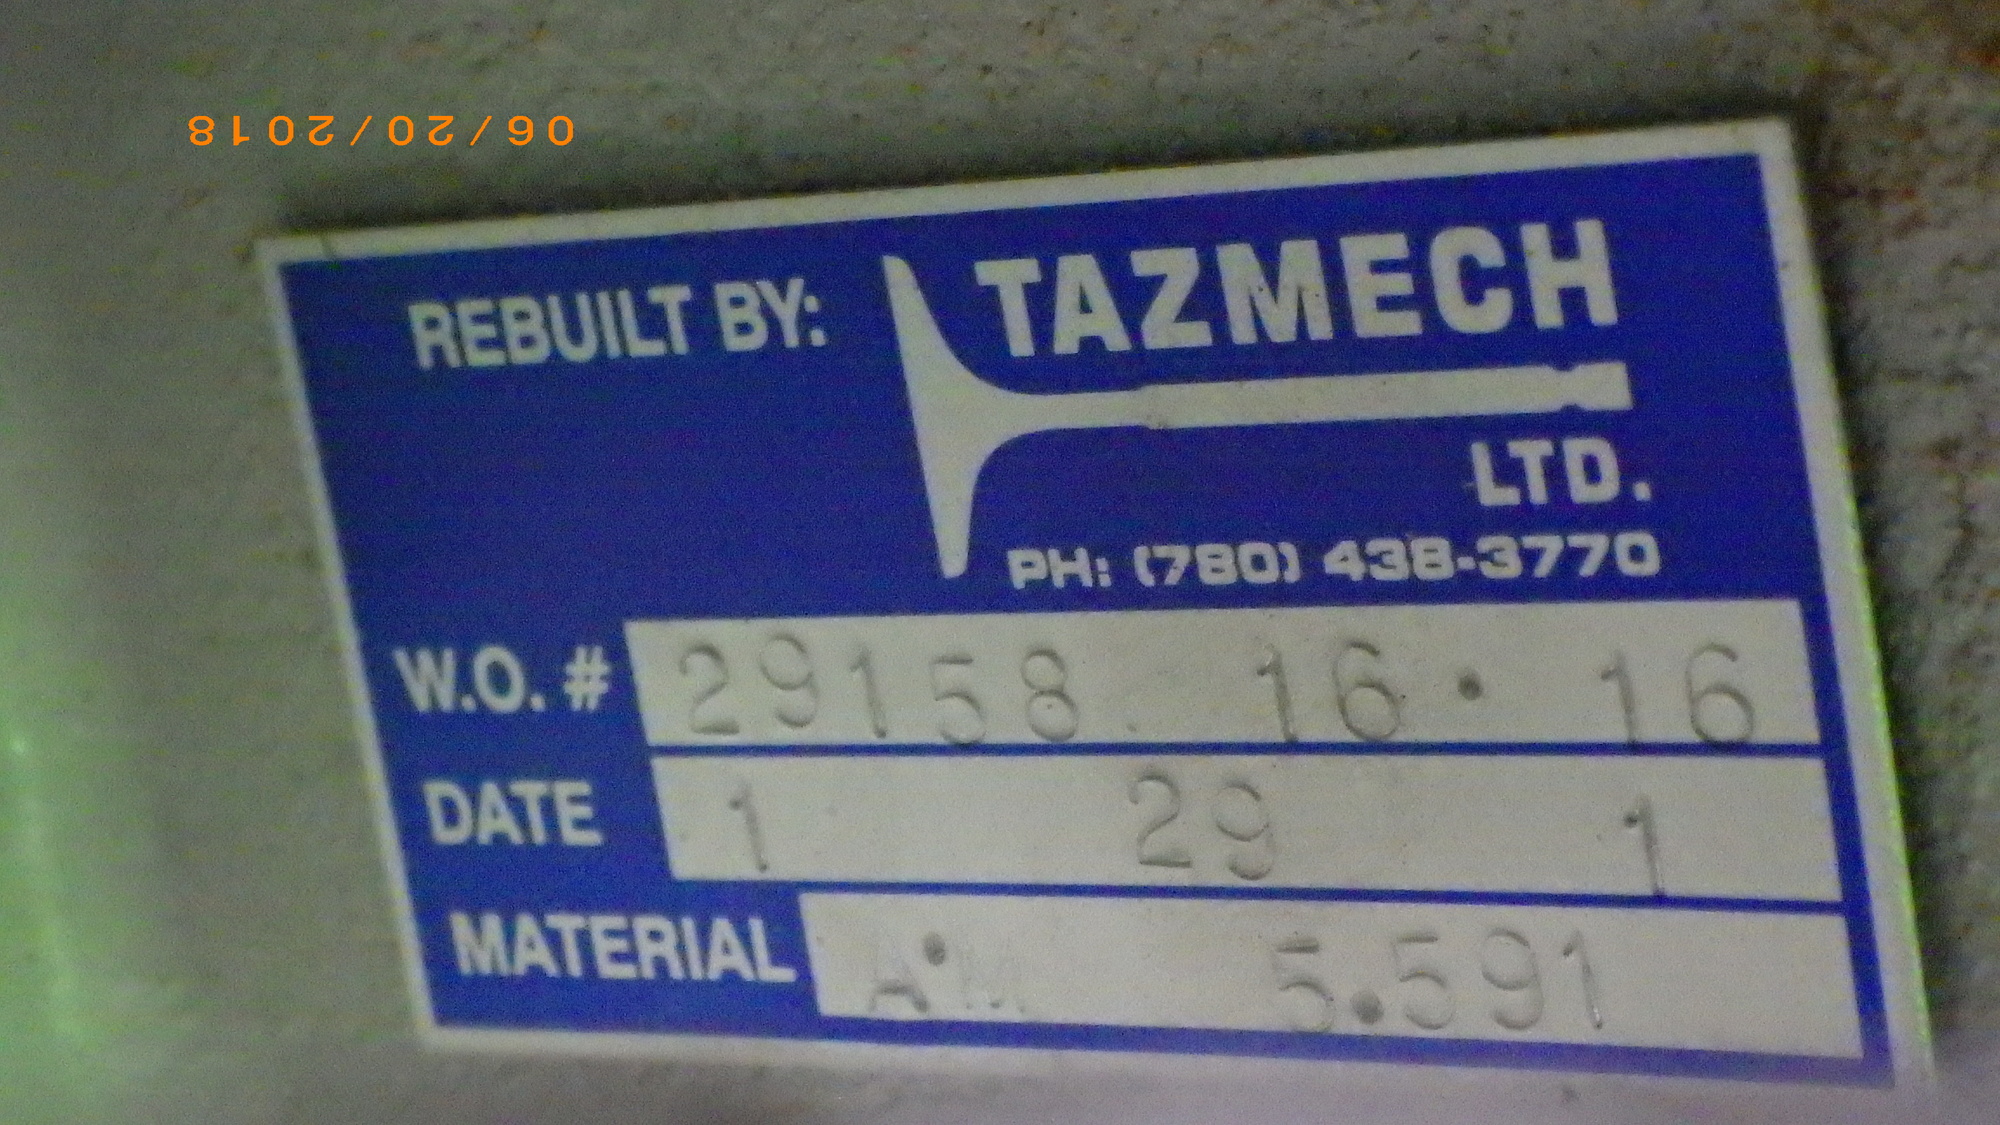 06/20/2018
REBUILT BY: TAZMECH
LTD.
PH: (780) 438-3770
W.O. # 29158. 16 • 16
DATE 1 29 1
MATERIAL A•M 5.591